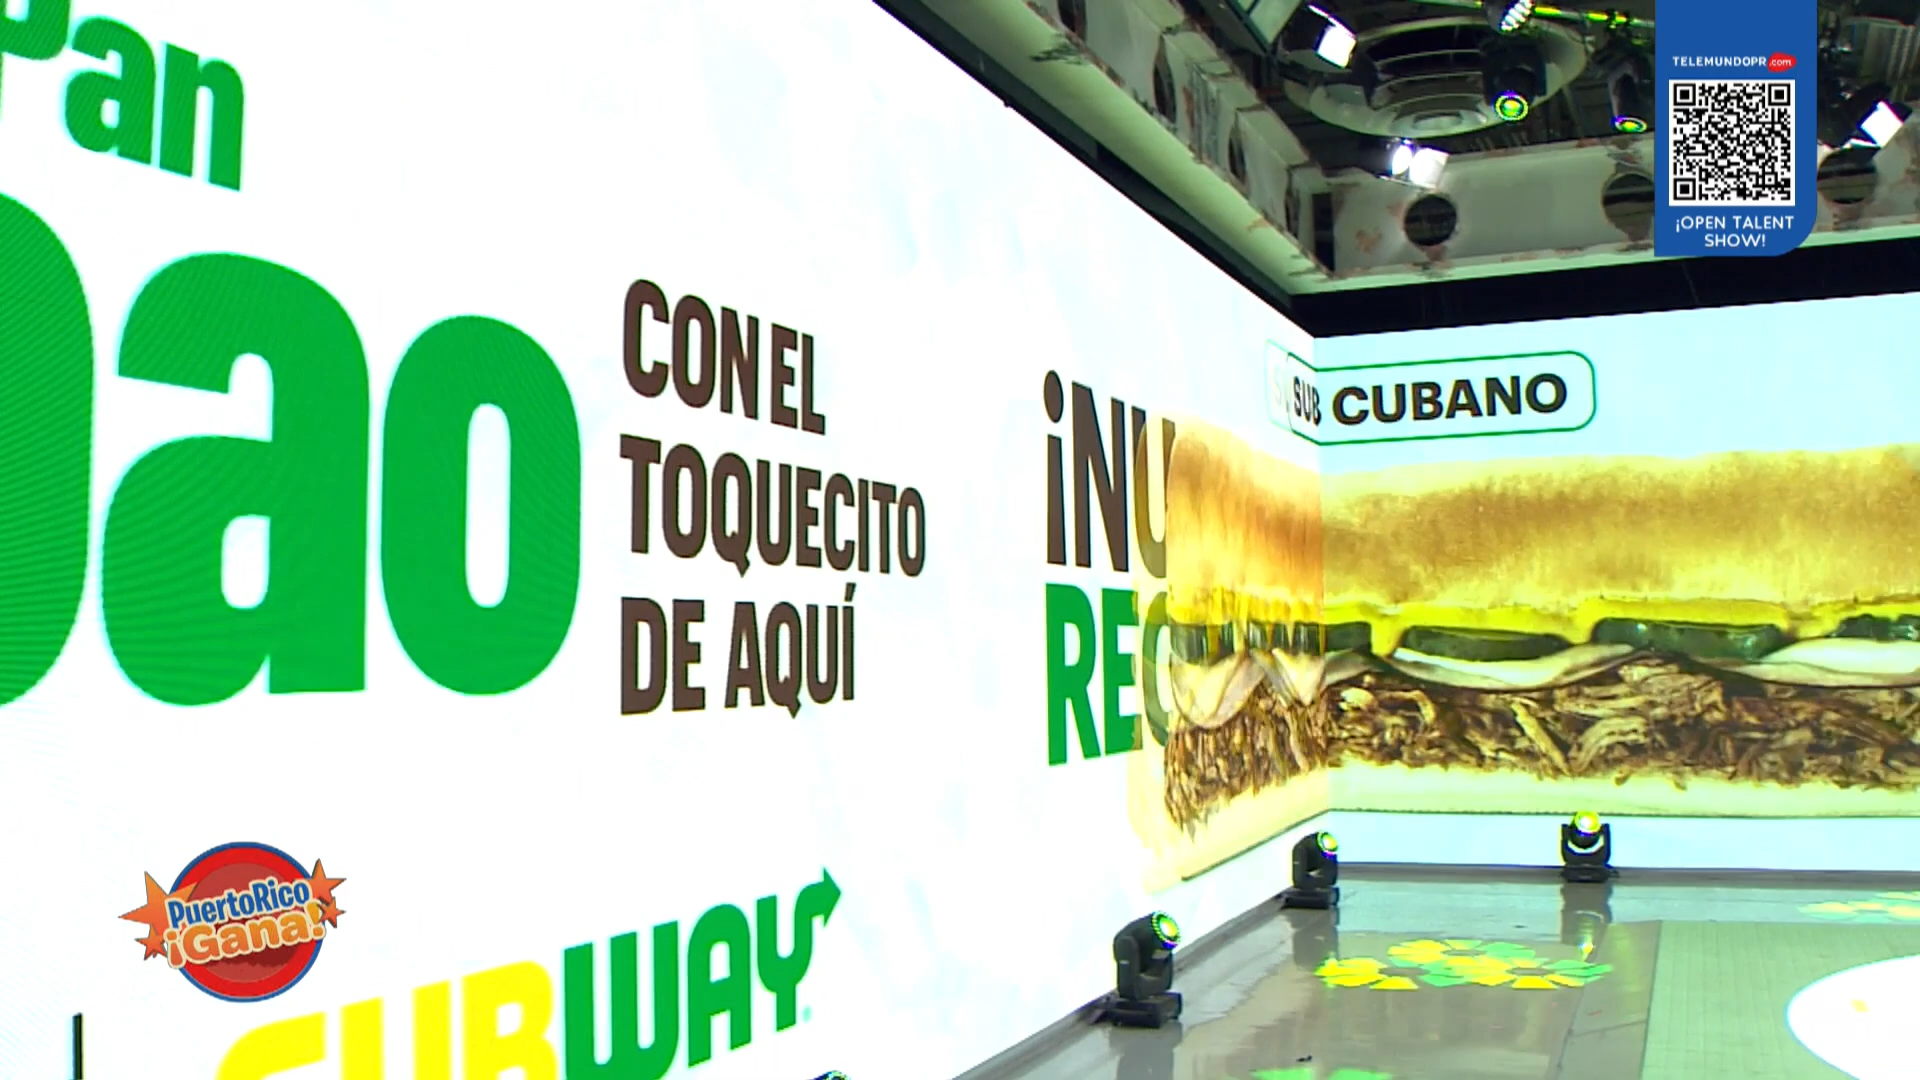 Pan
CON EL
TOQUECITO
DE AQUÍ
SUB CUBANO
SUBWAY
PuertoRico
¡Gana!
TELEMUNDOPR.com
¡OPEN TALENT
SHOW!